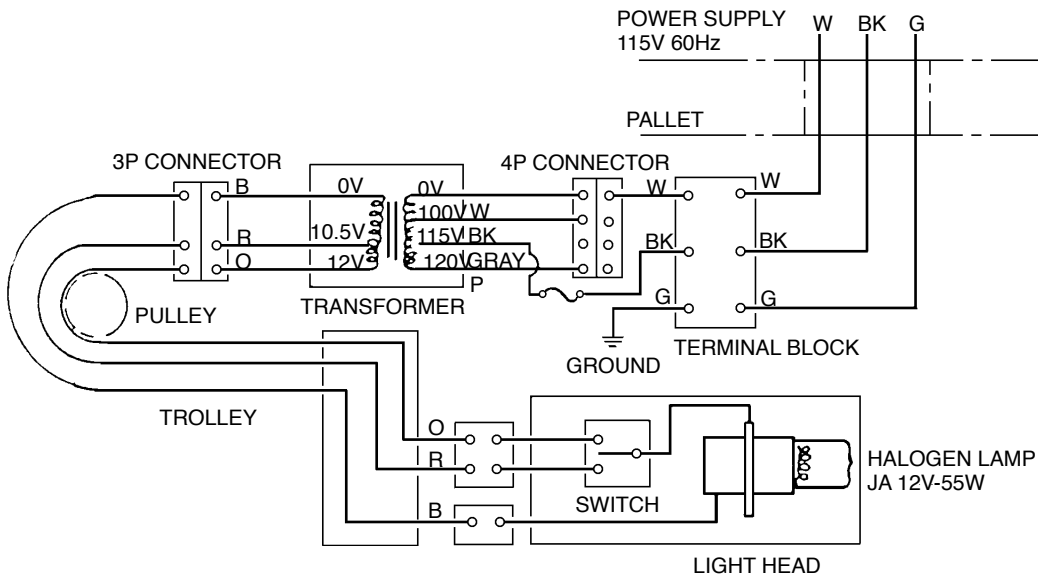 POWER SUPPLY W BK G
115V 60Hz
PALLET
3P CONNECTOR 4P CONNECTOR
B 0V 0V W W
100V W
R 10.5V 115V BK BK BK
O 12V 120V GRAY
P
G G
PULLEY TRANSFORMER
GROUND TERMINAL BLOCK
TROLLEY
O
R
HALOGEN LAMP
JA 12V-55W
SWITCH
B
LIGHT HEAD